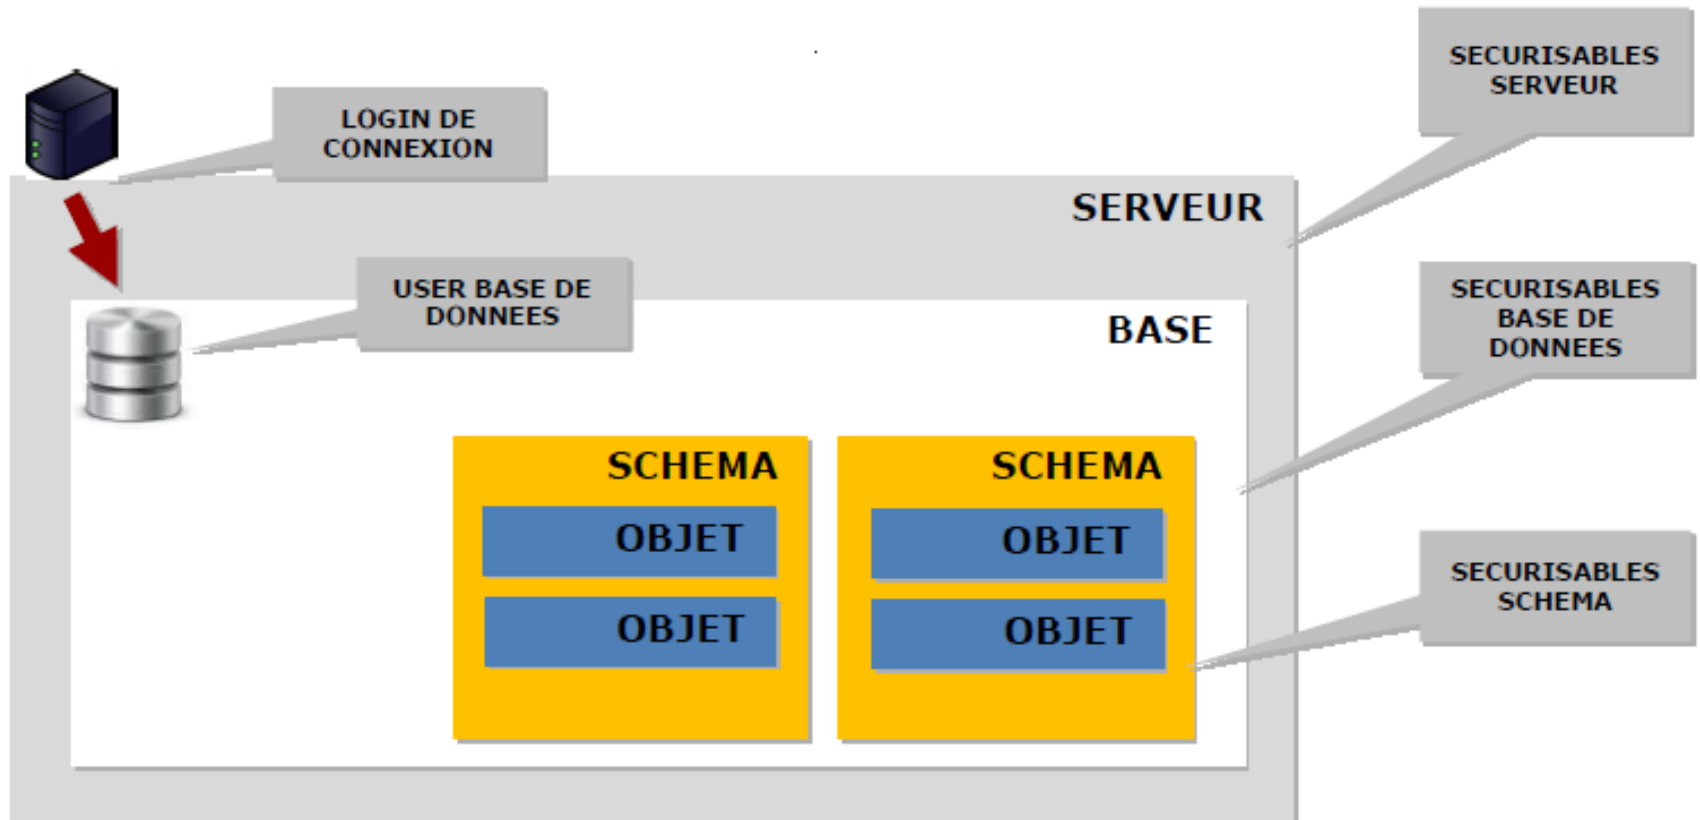 SECURISABLES
SERVEUR
LOGIN DE
CONNEXION
SERVEUR
USER BASE DE
DONNEES
SECURISABLES
BASE DE
DONNEES
BASE
SCHEMA
OBJET
OBJET
SCHEMA
OBJET
OBJET
SECURISABLES
SCHEMA